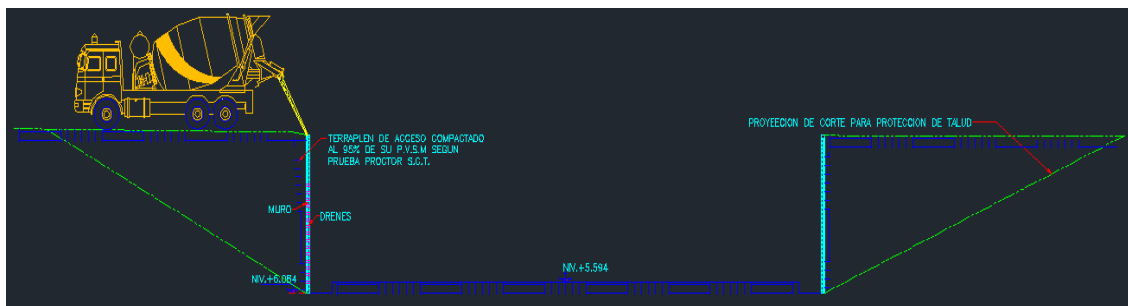 PROYEECION DE CORTE PARA PROTECCION DE TALUD
TERRAPLEN DE ACCESO COMPACTADO
AL 95% DE SU P.V.S.M SEGUN
PRUEBA PROCTOR S.C.T.
MURO
DRENES
NIV.+6.084
NIV.+5.594